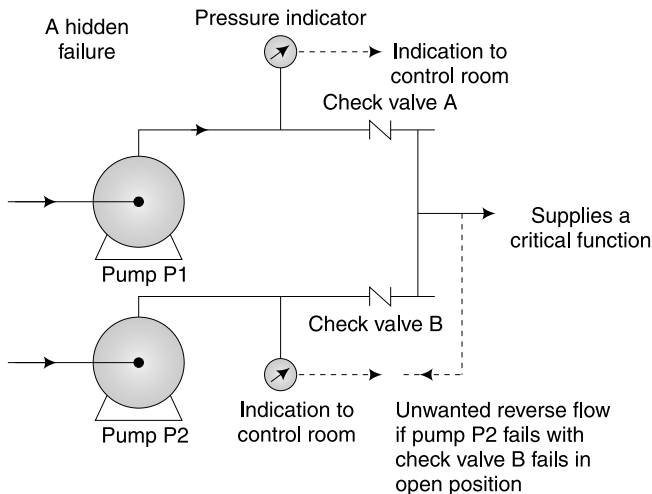 A hidden
failure
Pressure indicator
Indication to
control room
Check valve A
Pump P1
Supplies a
critical function
Check valve B
Pump P2
Indication to
control room
Unwanted reverse flow
if pump P2 fails with
check valve B fails in
open position